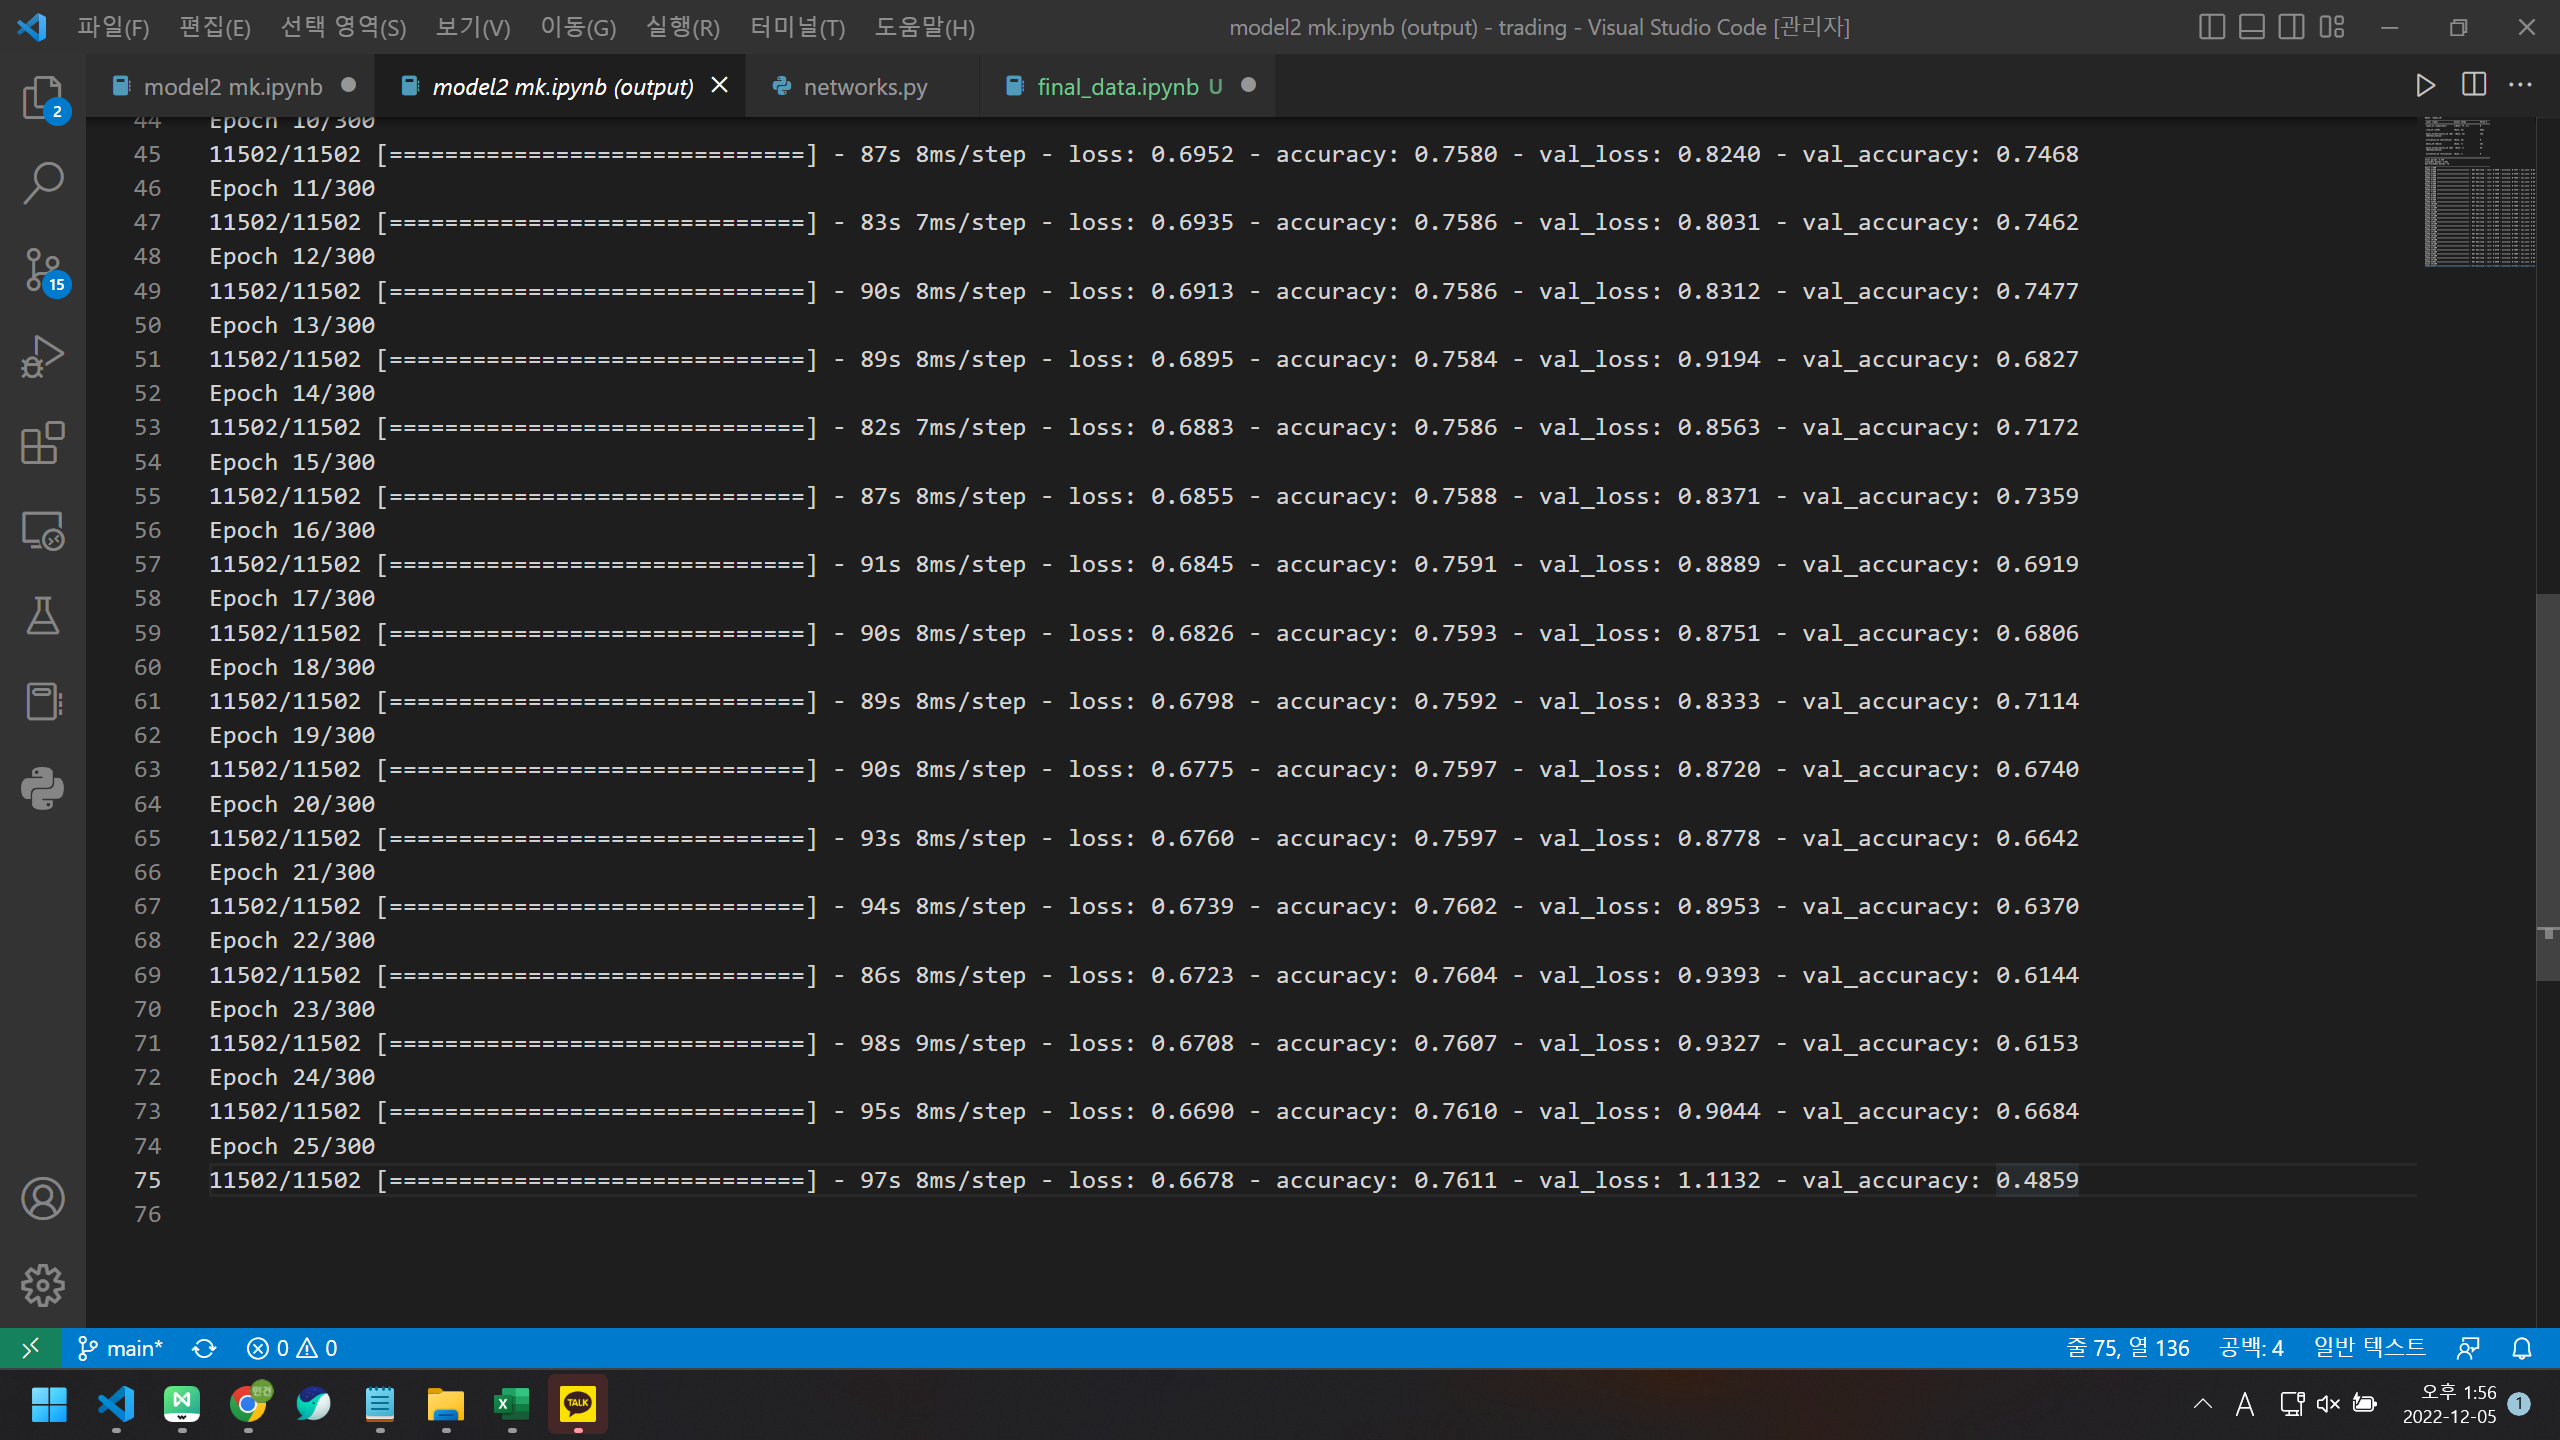 파일(F) 편집(E) 선택 영역(S) 보기(V) 이동(G) 실행(R) 터미널(T) 도움말(H) model2 mk.ipynb (output) - trading - Visual Studio Code [관리자]
model2 mk.ipynb model2 mk.ipynb (output) networks.py final_data.ipynb U
44 Epoch 10/300
45 11502/11502 [==============================] - 87s 8ms/step - loss: 0.6952 - accuracy: 0.7580 - val_loss: 0.8240 - val_accuracy: 0.7468
46 Epoch 11/300
47 11502/11502 [==============================] - 83s 7ms/step - loss: 0.6935 - accuracy: 0.7586 - val_loss: 0.8031 - val_accuracy: 0.7462
48 Epoch 12/300
49 11502/11502 [==============================] - 90s 8ms/step - loss: 0.6913 - accuracy: 0.7586 - val_loss: 0.8312 - val_accuracy: 0.7477
50 Epoch 13/300
51 11502/11502 [==============================] - 89s 8ms/step - loss: 0.6895 - accuracy: 0.7584 - val_loss: 0.9194 - val_accuracy: 0.6827
52 Epoch 14/300
53 11502/11502 [==============================] - 82s 7ms/step - loss: 0.6883 - accuracy: 0.7586 - val_loss: 0.8563 - val_accuracy: 0.7172
54 Epoch 15/300
55 11502/11502 [==============================] - 87s 8ms/step - loss: 0.6855 - accuracy: 0.7588 - val_loss: 0.8371 - val_accuracy: 0.7359
56 Epoch 16/300
57 11502/11502 [==============================] - 91s 8ms/step - loss: 0.6845 - accuracy: 0.7591 - val_loss: 0.8889 - val_accuracy: 0.6919
58 Epoch 17/300
59 11502/11502 [==============================] - 90s 8ms/step - loss: 0.6826 - accuracy: 0.7593 - val_loss: 0.8751 - val_accuracy: 0.6806
60 Epoch 18/300
61 11502/11502 [==============================] - 89s 8ms/step - loss: 0.6798 - accuracy: 0.7592 - val_loss: 0.8333 - val_accuracy: 0.7114
62 Epoch 19/300
63 11502/11502 [==============================] - 90s 8ms/step - loss: 0.6775 - accuracy: 0.7597 - val_loss: 0.8720 - val_accuracy: 0.6740
64 Epoch 20/300
65 11502/11502 [==============================] - 93s 8ms/step - loss: 0.6760 - accuracy: 0.7597 - val_loss: 0.8778 - val_accuracy: 0.6642
66 Epoch 21/300
67 11502/11502 [==============================] - 94s 8ms/step - loss: 0.6739 - accuracy: 0.7602 - val_loss: 0.8953 - val_accuracy: 0.6370
68 Epoch 22/300
69 11502/11502 [==============================] - 86s 8ms/step - loss: 0.6723 - accuracy: 0.7604 - val_loss: 0.9393 - val_accuracy: 0.6144
70 Epoch 23/300
71 11502/11502 [==============================] - 98s 9ms/step - loss: 0.6708 - accuracy: 0.7607 - val_loss: 0.9327 - val_accuracy: 0.6153
72 Epoch 24/300
73 11502/11502 [==============================] - 95s 8ms/step - loss: 0.6690 - accuracy: 0.7610 - val_loss: 0.9044 - val_accuracy: 0.6684
74 Epoch 25/300
75 11502/11502 [==============================] - 97s 8ms/step - loss: 0.6678 - accuracy: 0.7611 - val_loss: 1.1132 - val_accuracy: 0.4859
76
2
15
main* 0 0 줄 75, 열 136 공백: 4 일반 텍스트
TALK A 오후 1:56
2022-12-05 1